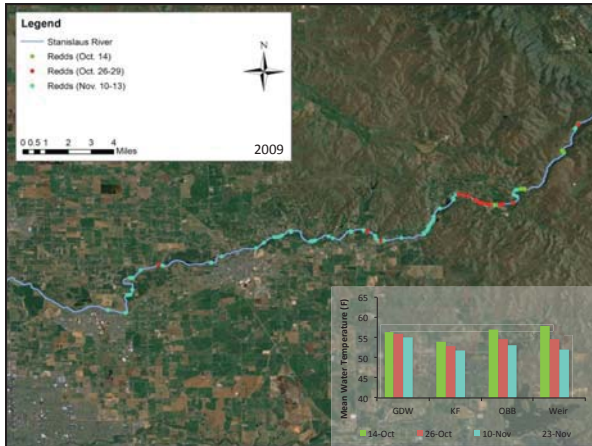 Legend
Stanislaus River
Redds (Oct. 14)
Redds (Oct. 26-29)
Redds (Nov. 10-13)
N
0 0.5 1 2 3 4
Miles
2009
Mean Water Temperature (F)
65
60
55
50
45
40
GDW KF OBB Weir
14-Oct 26-Oct 10-Nov 23-Nov